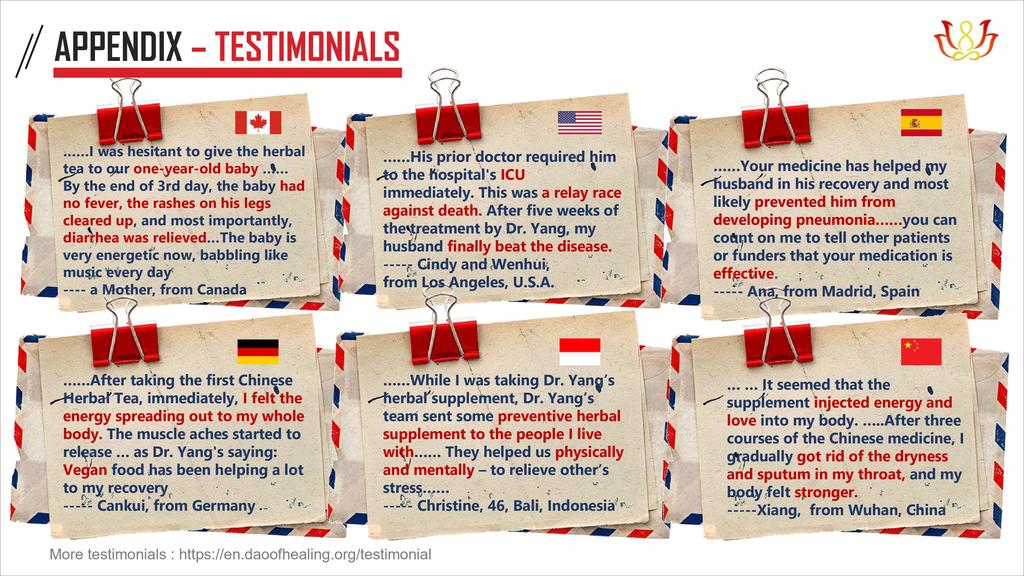 APPENDIX – TESTIMONIALS
......I was hesitant to give the herbal
tea to our one-year-old baby ......
By the end of 3rd day, the baby had
no fever, the rashes on his legs
cleared up, and most importantly,
diarrhea was relieved...The baby is
very energetic now, babbling like
music every day
---- a Mother, from Canada
......His prior doctor required him
to the hospital's ICU
immediately. This was a relay race
against death. After five weeks of
the treatment by Dr. Yang, my
husband finally beat the disease.
----- Cindy and Wenhui,
from Los Angeles, U.S.A.
......Your medicine has helped my
husband in his recovery and most
likely prevented him from
developing pneumonia......you can
count on me to tell other patients
or funders that your medication is
effective.
----- Ana, from Madrid, Spain
......After taking the first Chinese
Herbal Tea, immediately, I felt the
energy spreading out to my whole
body. The muscle aches started to
release ... as Dr. Yang's saying:
Vegan food has been helping a lot
to my recovery
----- Cankui, from Germany
......While I was taking Dr. Yang's
herbal supplement, Dr. Yang's
team sent some preventive herbal
supplement to the people I live
with...... They helped us physically
and mentally – to relieve other's
stress......
----- Christine, 46, Bali, Indonesia
... ... It seemed that the
supplement injected energy and
love into my body. .....After three
courses of the Chinese medicine, I
gradually got rid of the dryness
and sputum in my throat, and my
body felt stronger.
-----Xiang, from Wuhan, China
More testimonials : https://en.daoofhealing.org/testimonial